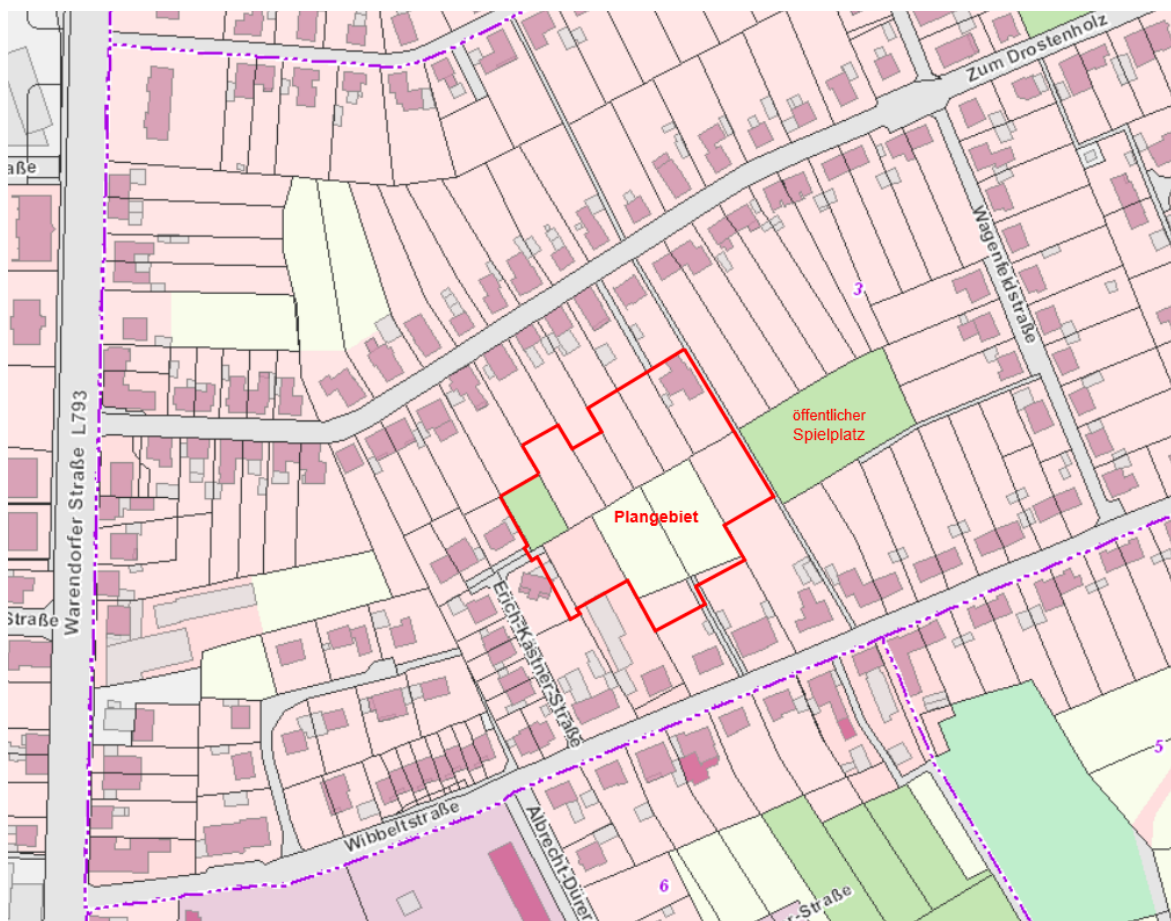 Zum Drostenholz
aße
Wagenfeldstraße
3
Warendorfer Straße L793
öffentlicher
Spielplatz
Plangebiet
Erich-Kästner-Straße
Straße
Wibbeltstraße
Albrecht-Dürer
5
6
r-Straße